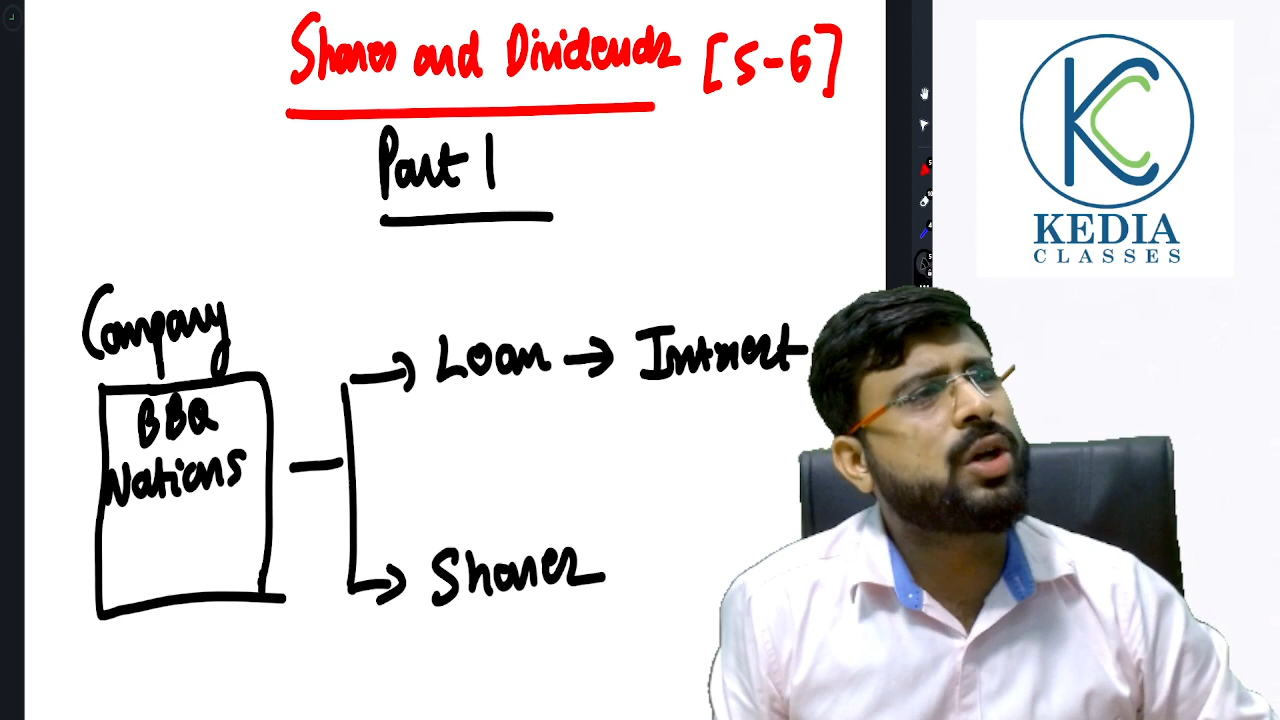 Shares and Dividends [5-6]
Part 1
KEDIA
CLASSES
Company
BBQ
Nations
Loan → Interest
Shares